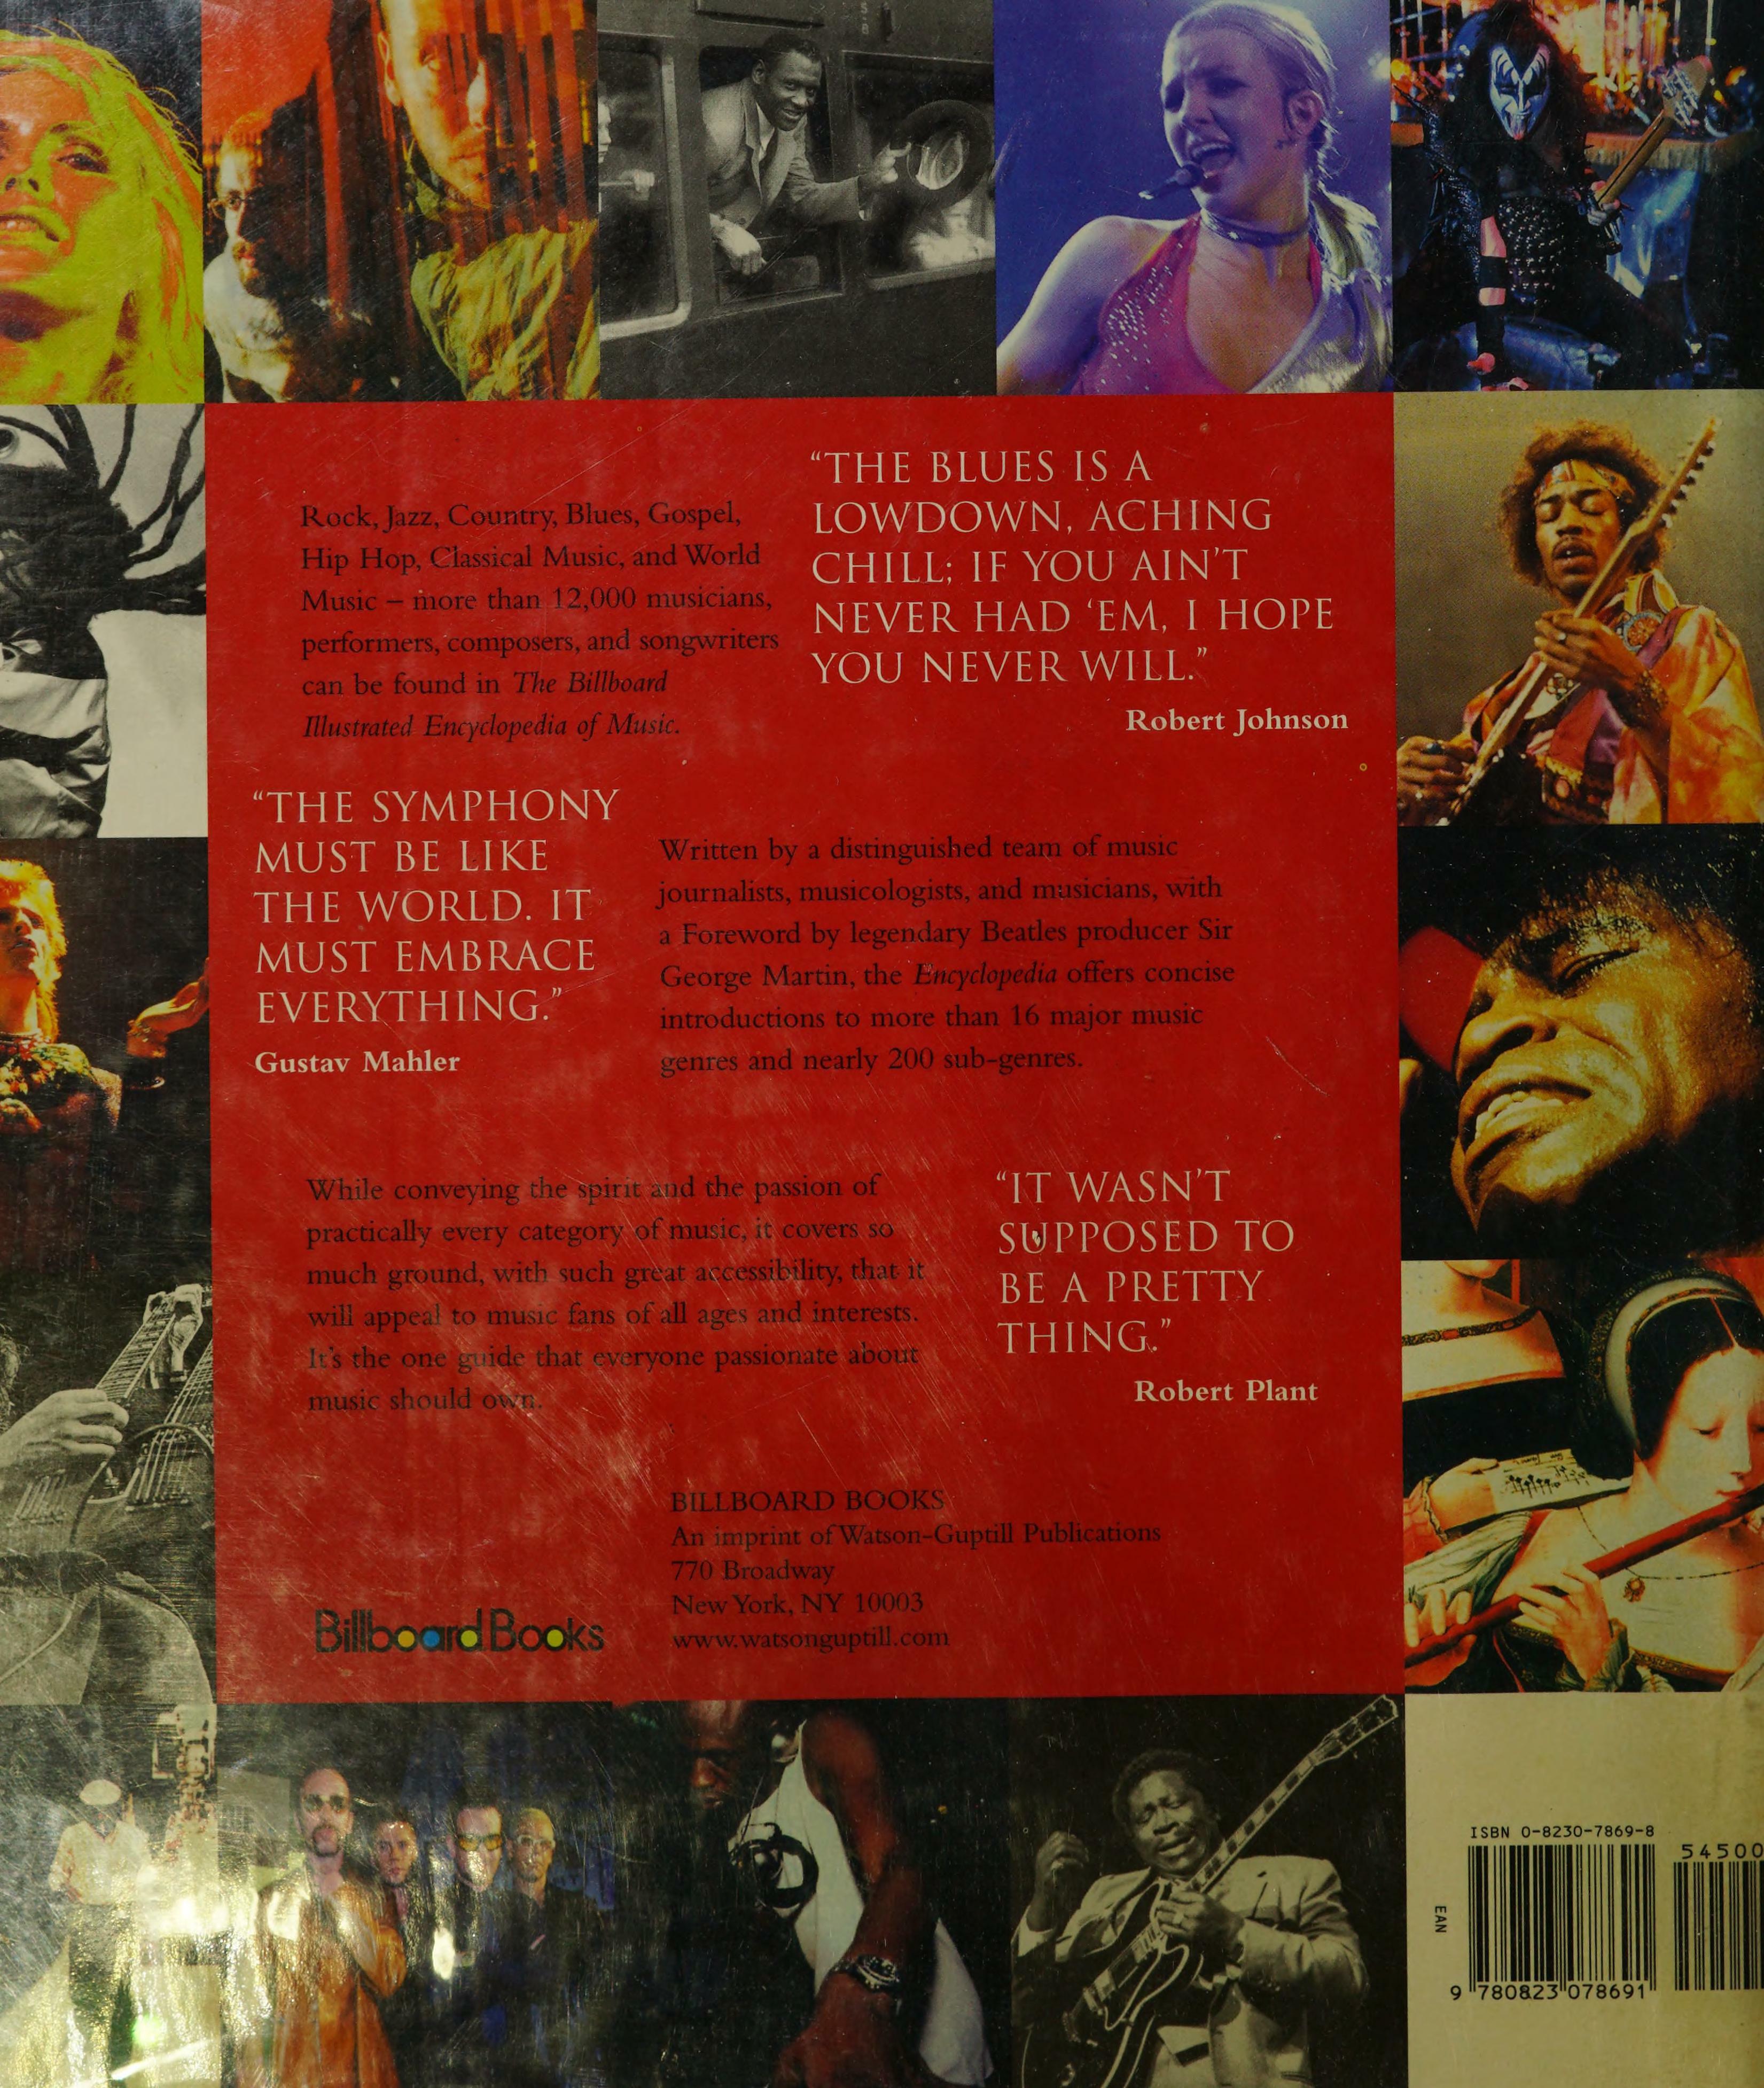 Rock, Jazz, Country, Blues, Gospel,
Hip Hop, Classical Music, and World
Music – more than 12,000 musicians,
performers, composers, and songwriters
can be found in The Billboard
Illustrated Encyclopedia of Music.
“THE BLUES IS A
LOWDOWN, ACHING
CHILL; IF YOU AIN’T
NEVER HAD ‘EM, I HOPE
YOU NEVER WILL.”
Robert Johnson
“THE SYMPHONY
MUST BE LIKE
THE WORLD. IT
MUST EMBRACE
EVERYTHING.”
Gustav Mahler
Written by a distinguished team of music
journalists, musicologists, and musicians, with
a Foreword by legendary Beatles producer Sir
George Martin, the Encyclopedia offers concise
introductions to more than 16 major music
genres and nearly 200 sub-genres.
While conveying the spirit and the passion of
practically every category of music, it covers so
much ground, with such great accessibility, that it
will appeal to music fans of all ages and interests.
It’s the one guide that everyone passionate about
music should own.
“IT WASN’T
SUPPOSED TO
BE A PRETTY
THING.”
Robert Plant
BILLBOARD BOOKS
An imprint of Watson-Guptill Publications
770 Broadway
New York, NY 10003
www.watsonguptill.com
Billboard Books
ISBN 0-8230-7869-8
54500
EAN
9 780823 078691